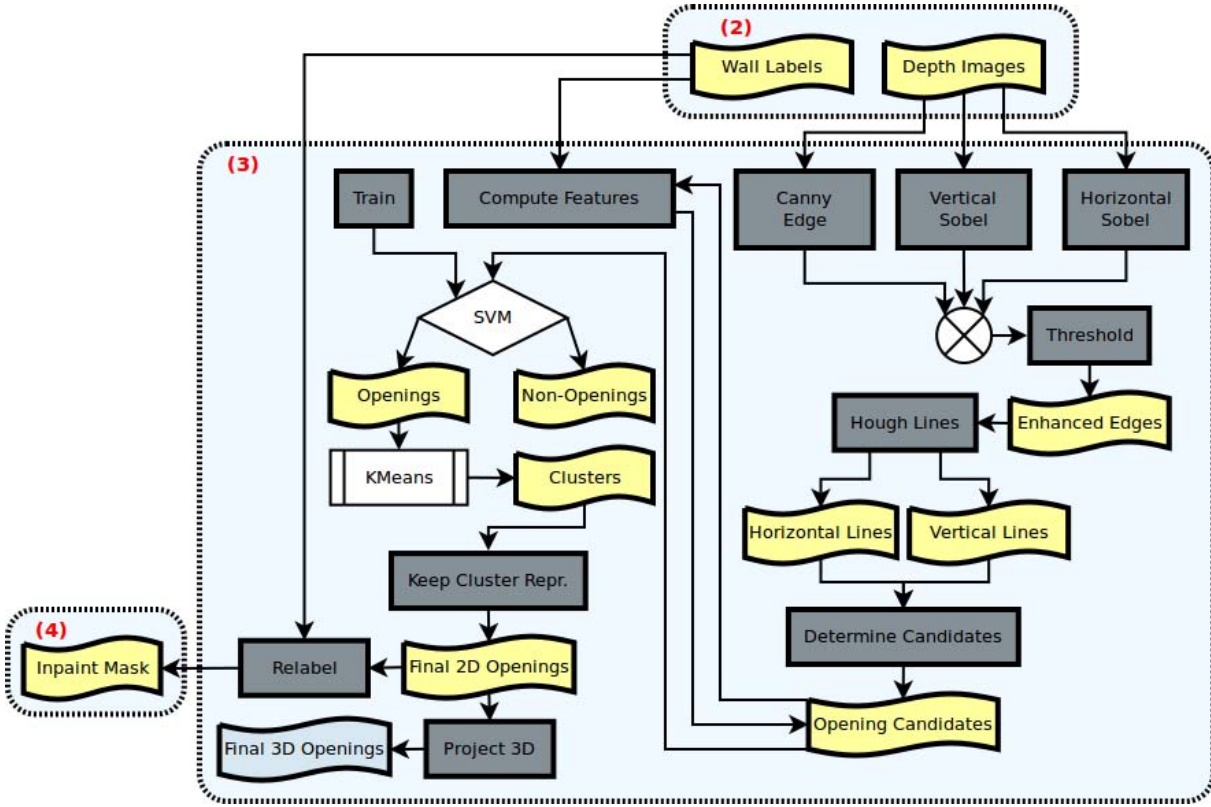 (2)
Wall Labels
Depth Images
(3)
Train
Compute Features
Canny
Edge
Vertical
Sobel
Horizontal
Sobel
SVM
Threshold
Openings
Non-Openings
Hough Lines
Enhanced Edges
KMeans
Clusters
Horizontal Lines
Vertical Lines
Keep Cluster Repr.
Determine Candidates
(4)
Inpaint Mask
Relabel
Final 2D Openings
Opening Candidates
Final 3D Openings
Project 3D